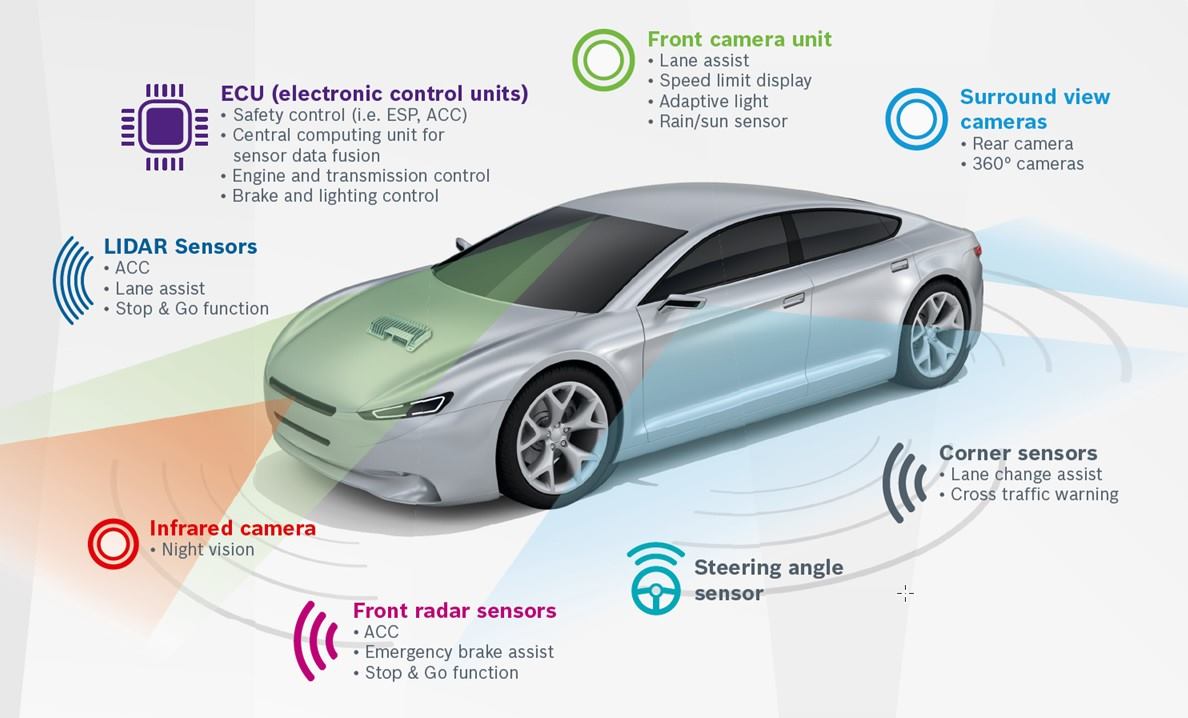 Front camera unit
• Lane assist
• Speed limit display
• Adaptive light
• Rain/sun sensor
ECU (electronic control units)
• Safety control (i.e. ESP, ACC)
• Central computing unit for
sensor data fusion
• Engine and transmission control
• Brake and lighting control
Surround view
cameras
• Rear camera
• 360° cameras
LIDAR Sensors
• ACC
• Lane assist
• Stop & Go function
Corner sensors
• Lane change assist
• Cross traffic warning
Infrared camera
• Night vision
Steering angle
sensor
Front radar sensors
• ACC
• Emergency brake assist
• Stop & Go function